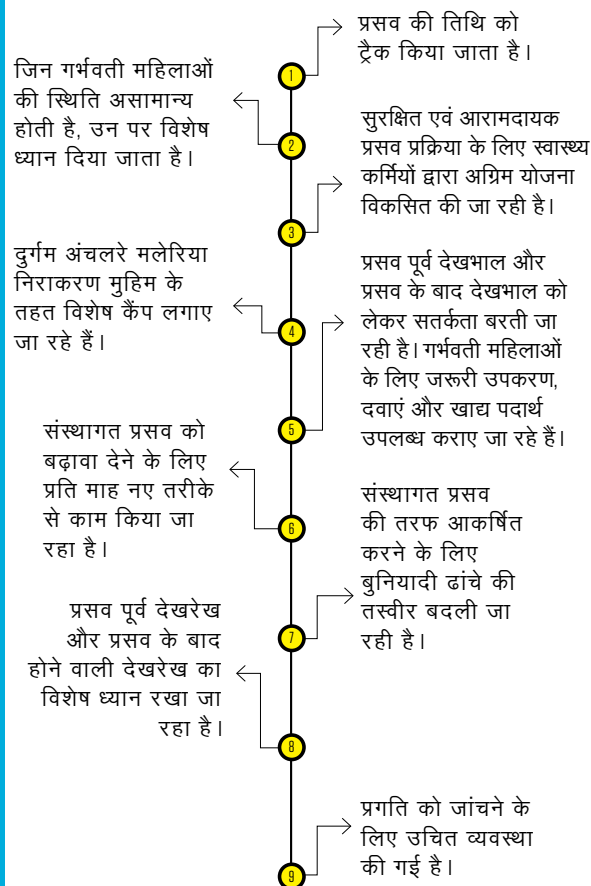 1
प्रसव की तिथि को
ट्रैक किया जाता है।
2
जिन गर्भवती महिलाओं
की स्थिति असामान्य
होती है, उन पर विशेष
ध्यान दिया जाता है।
3
सुरक्षित एवं आरामदायक
प्रसव प्रक्रिया के लिए स्वास्थ्य
कर्मियों द्वारा अग्रिम योजना
विकसित की जा रही है।
4
दुर्गम अंचलरे मलेरिया
निराकरण मुहिम के
तहत विशेष कैंप लगाए
जा रहे हैं।
5
प्रसव पूर्व देखभाल और
प्रसव के बाद देखभाल को
लेकर सतर्कता बरती जा
रही है। गर्भवती महिलाओं
के लिए जरूरी उपकरण,
दवाएं और खाद्य पदार्थ
उपलब्ध कराए जा रहे हैं।
6
संस्थागत प्रसव को
बढ़ावा देने के लिए
प्रति माह नए तरीके
से काम किया जा
रहा है।
7
संस्थागत प्रसव
की तरफ आकर्षित
करने के लिए
बुनियादी ढांचे की
तस्वीर बदली जा
रही है।
8
प्रसव पूर्व देखरेख
और प्रसव के बाद
होने वाली देखरेख का
विशेष ध्यान रखा जा
रहा है।
9
प्रगति को जांचने के
लिए उचित व्यवस्था
की गई है।